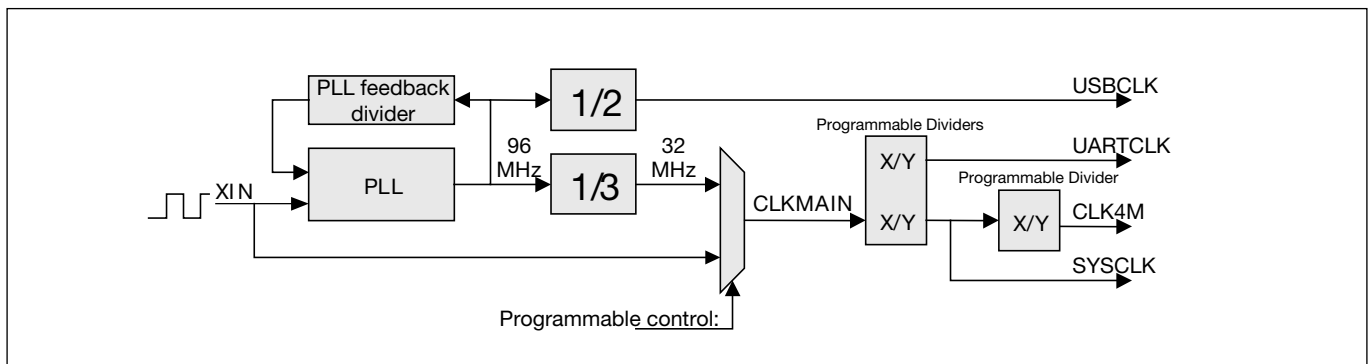 PLL feedback
divider
1/2
USBCLK
Programmable Dividers
96
MHz
32
MHz
X/Y
UARTCLK
PLL
1/3
Programmable Divider
XIN
CLKMAIN
X/Y
X/Y
CLK4M
SYSCLK
Programmable control: